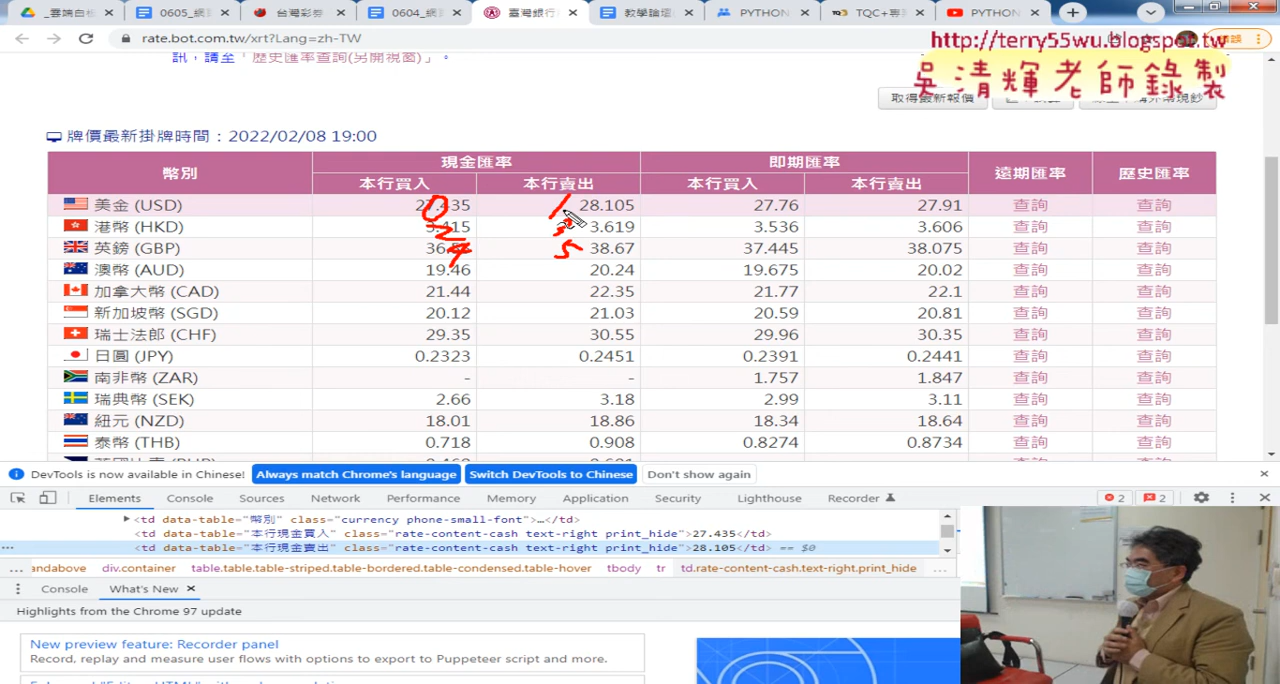 _雲端白板
0605_網頁
台灣彩券
0604_網頁
臺灣銀行
教學論壇
PYTHON
TQC+專
PYTHON
rate.bot.com.tw/xrt?Lang=zh-TW
http://terry55wu.blogspot.tw
吳清輝老師錄製
訊,請至「歷史匯率查詢(另開視窗)」。
取得最新報價
牌價最新掛牌時間:2022/02/08 19:00
幣別 現金匯率 即期匯率 遠期匯率 歷史匯率
本行買入 本行賣出 本行買入 本行賣出
美金 (USD) 27.435 28.105 27.76 27.91 查詢 查詢
港幣 (HKD) 3.415 3.619 3.536 3.606 查詢 查詢
英鎊 (GBP) 38.67 37.445 38.075 查詢 查詢
澳幣 (AUD) 19.46 20.24 19.675 20.02 查詢 查詢
加拿大幣 (CAD) 21.44 22.35 21.77 22.1 查詢 查詢
新加坡幣 (SGD) 20.12 21.03 20.59 20.81 查詢 查詢
瑞士法郎 (CHF) 29.35 30.55 29.96 30.35 查詢 查詢
日圓 (JPY) 0.2323 0.2451 0.2391 0.2441 查詢 查詢
南非幣 (ZAR) - - 1.757 1.847 查詢 查詢
瑞典幣 (SEK) 2.66 3.18 2.99 3.11 查詢 查詢
紐元 (NZD) 18.01 18.86 18.34 18.64 查詢 查詢
泰幣 (THB) 0.718 0.908 0.8274 0.8734 查詢 查詢
0 1
2 3
4 5
DevTools is now available in Chinese! Always match Chrome's language Switch DevTools to Chinese Don't show again
Elements Console Sources Network Performance Memory Application Security Lighthouse Recorder 2 2
<td data-table="幣別" class="currency phone-small-font">…</td>
<td data-table="本行現金買入" class="rate-content-cash text-right print_hide">27.435</td>
<td data-table="本行現金賣出" class="rate-content-cash text-right print_hide">28.105</td> == $0
... andabove div.container table.table.table-striped.table-bordered.table-condensed.table-hover tbody tr td.rate-content-cash.text-right.print_hide ...
Console What's New
Highlights from the Chrome 97 update
New preview feature: Recorder panel
Record, replay and measure user flows with options to export to Puppeteer script and more.